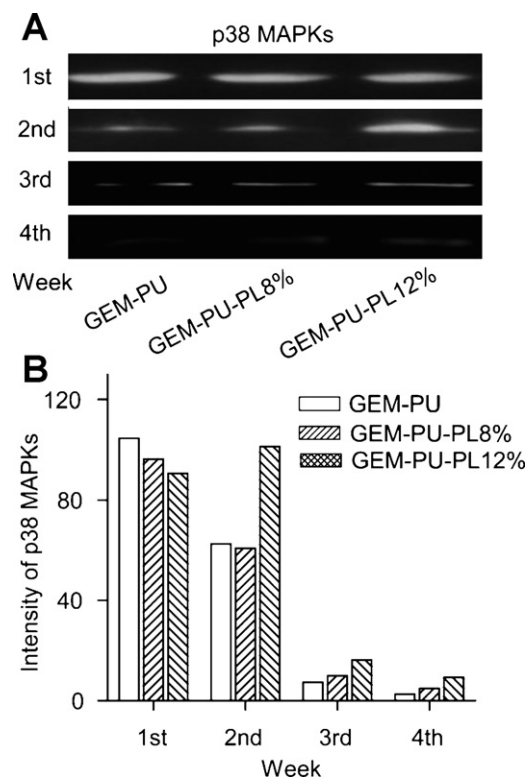 A
p38 MAPKs
1st
2nd
3rd
4th
Week
GEM-PU
GEM-PU-PL8%
GEM-PU-PL12%
B
Intensity of p38 MAPKs
120
80
40
0
GEM-PU
GEM-PU-PL8%
GEM-PU-PL12%
1st 2nd 3rd 4th
Week